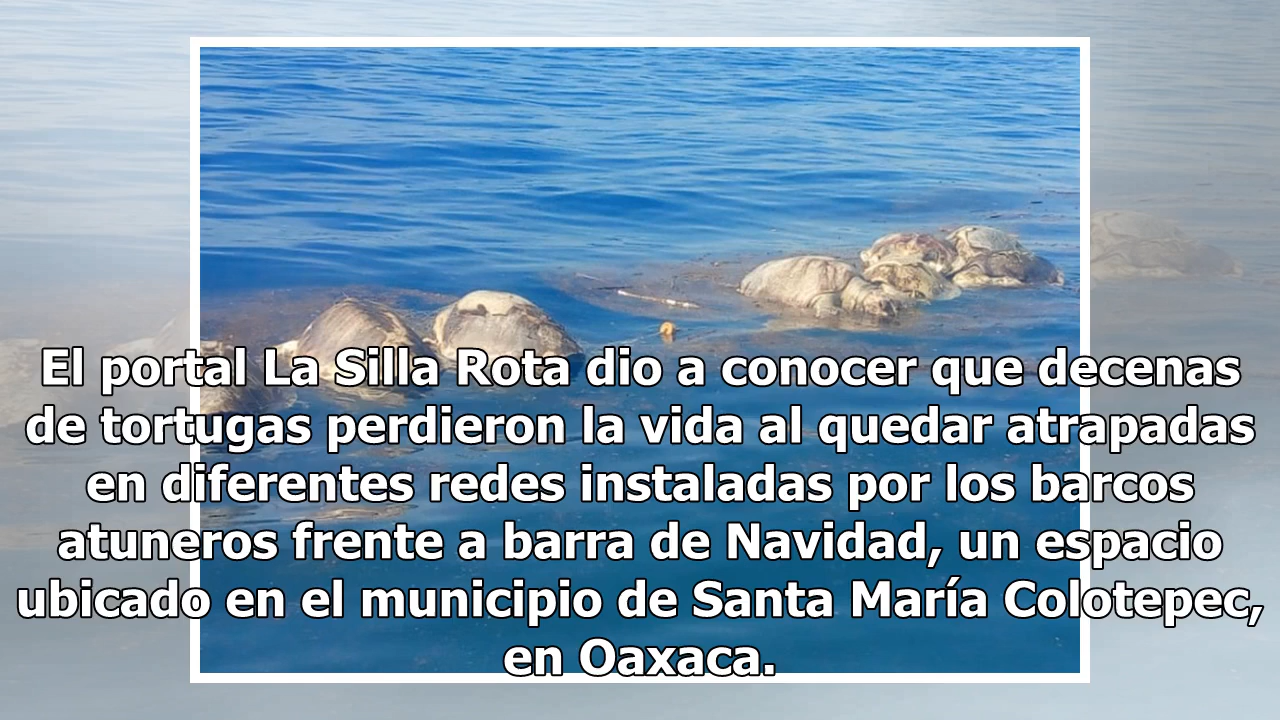 El portal La Silla Rota dio a conocer que decenas
de tortugas perdieron la vida al quedar atrapadas
en diferentes redes instaladas por los barcos
atuneros frente a barra de Navidad, un espacio
ubicado en el municipio de Santa María Colotepec,
en Oaxaca.